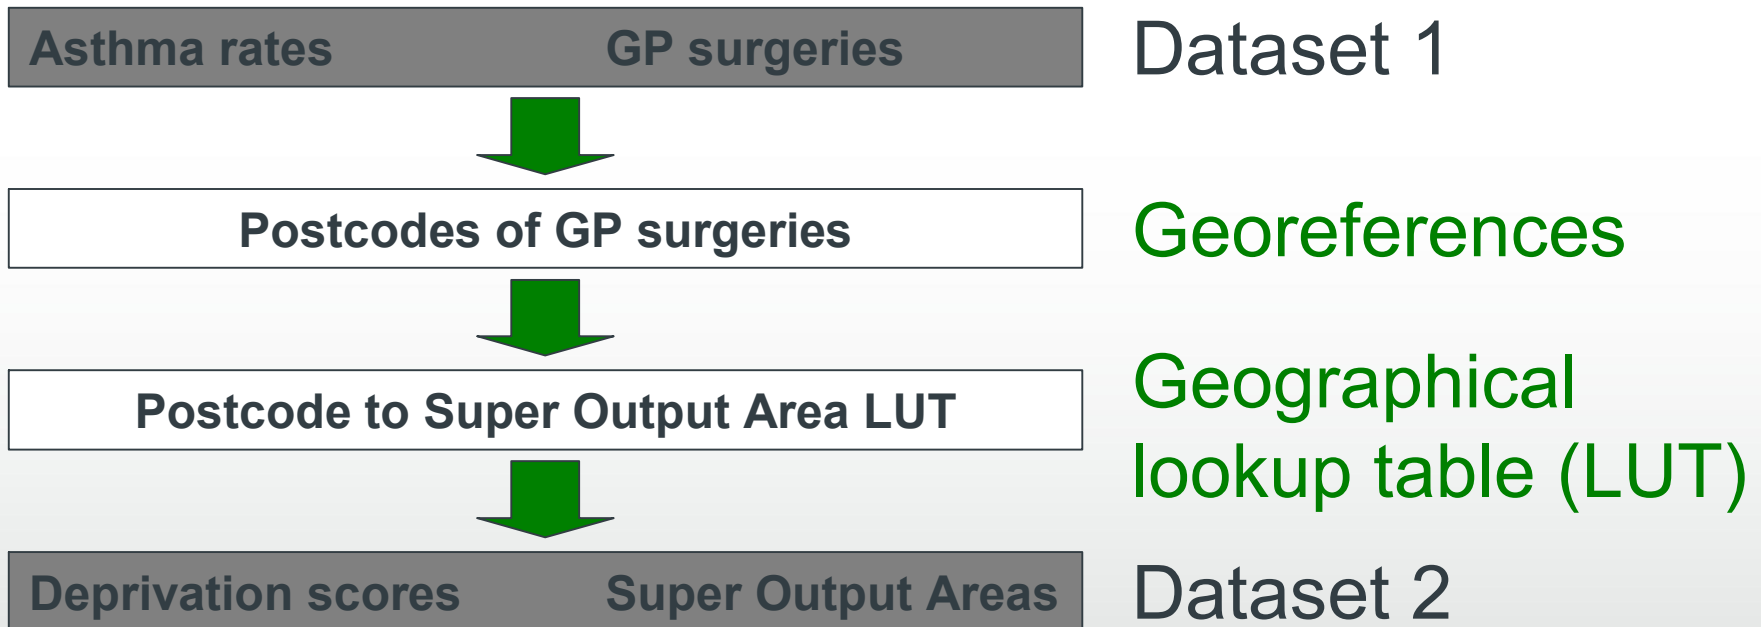 Asthma rates GP surgeries Dataset 1
Postcodes of GP surgeries Georeferences
Postcode to Super Output Area LUT Geographical
lookup table (LUT)
Deprivation scores Super Output Areas Dataset 2